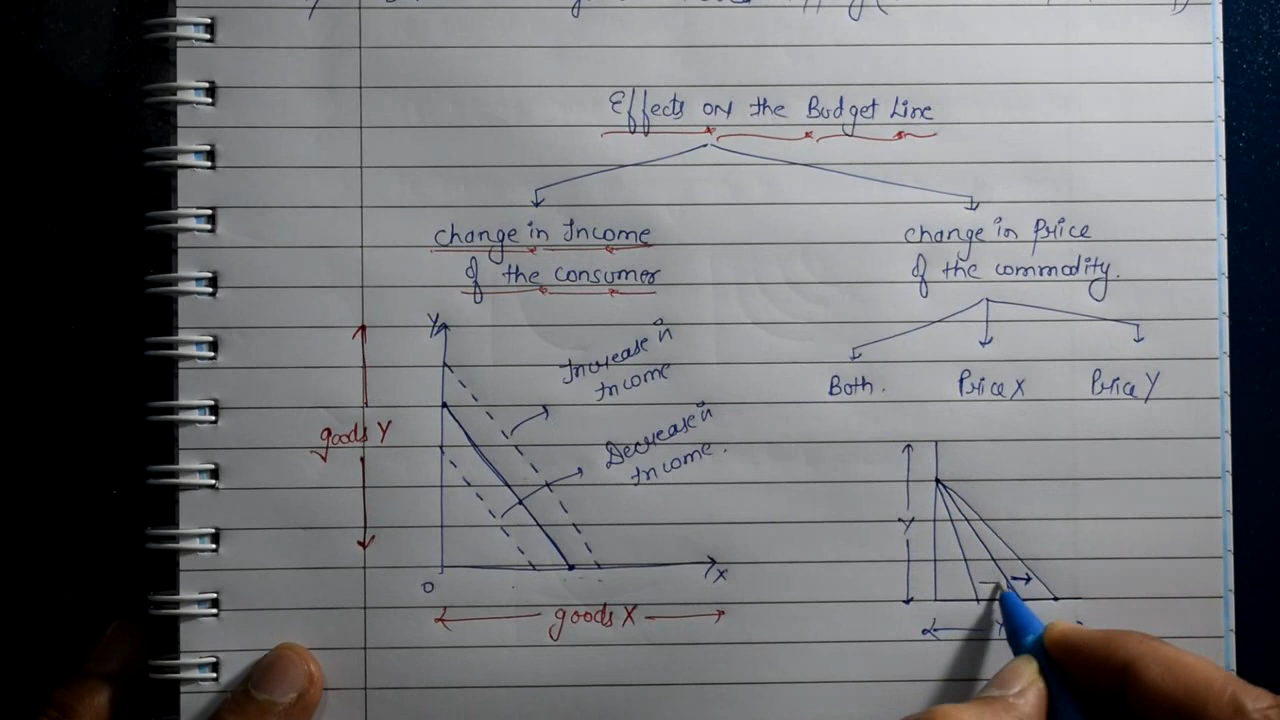 Effects on the Budget Line
change in Income
of the consumer
change in Price
of the commodity.
Both.
Price X
Price Y
Y
Increase in
Income
goods Y
Decrease in
Income.
O
X
goods X
Y